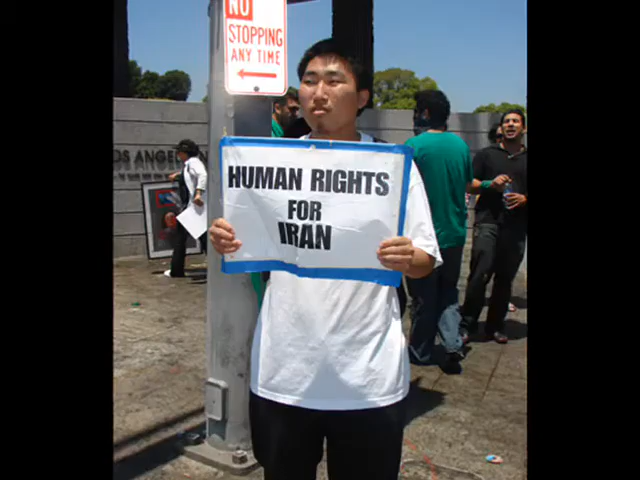 NO
STOPPING
ANY TIME
OS ANGE
HUMAN RIGHTS
FOR
IRAN